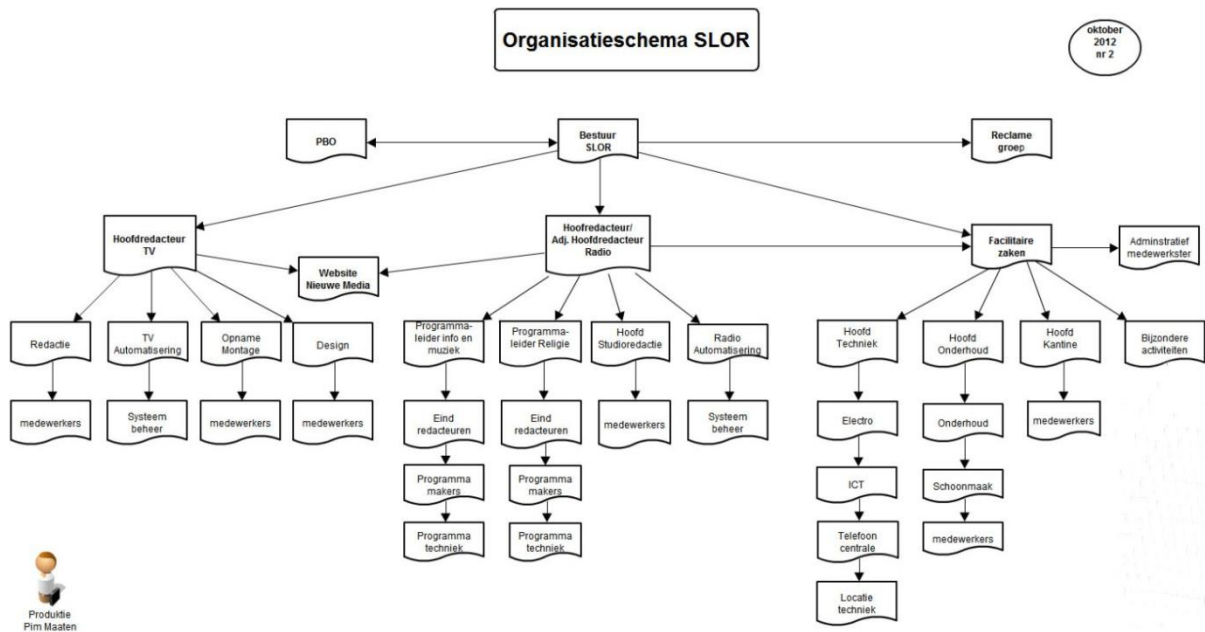 Organisatieschema SLOR
oktober
2012
nr 2
PBO
Bestuur
SLOR
Reclame
groep
Hoofdredacteur
TV
Website
Nieuwe Media
Hoofredacteur/
Adj. Hoofdredacteur
Radio
Facilitaire
zaken
Adminstratief
medewerkster
Redactie
TV
Automatisering
Opname
Montage
Design
Programma-
leider info en
muziek
Programma-
leider Religie
Hoofd
Studioredactie
Radio
Automatisering
Hoofd
Techniek
Hoofd
Onderhoud
Hoofd
Kantine
Bijzondere
activiteiten
medewerkers
Systeem
beheer
medewerkers
medewerkers
Eind
redacteuren
Eind
redacteuren
medewerkers
Systeem
beheer
Electro
Onderhoud
medewerkers
Programma
makers
Programma
makers
ICT
Schoonmaak
Programma
techniek
Programma
techniek
Telefoon
centrale
medewerkers
Locatie
techniek
Produktie
Pim Maaten